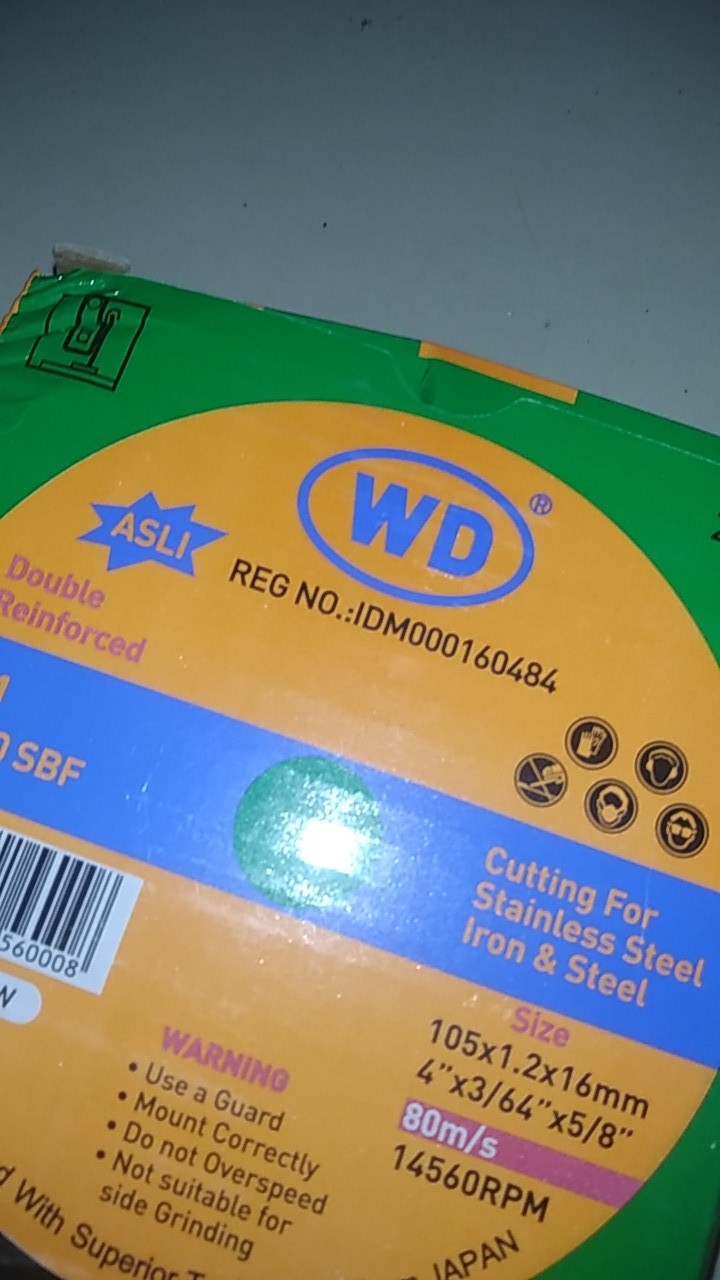 WD®
ASLI
REG NO.:IDM000160484
Double
Reinforced
SBF
560008
Cutting For
Stainless Steel
Iron & Steel
Size
105x1.2x16mm
4"x3/64"x5/8"
80m/s
14560RPM
WARNING
• Use a Guard
• Mount Correctly
• Do not Overspeed
• Not suitable for
side Grinding
With Superior
JAPAN